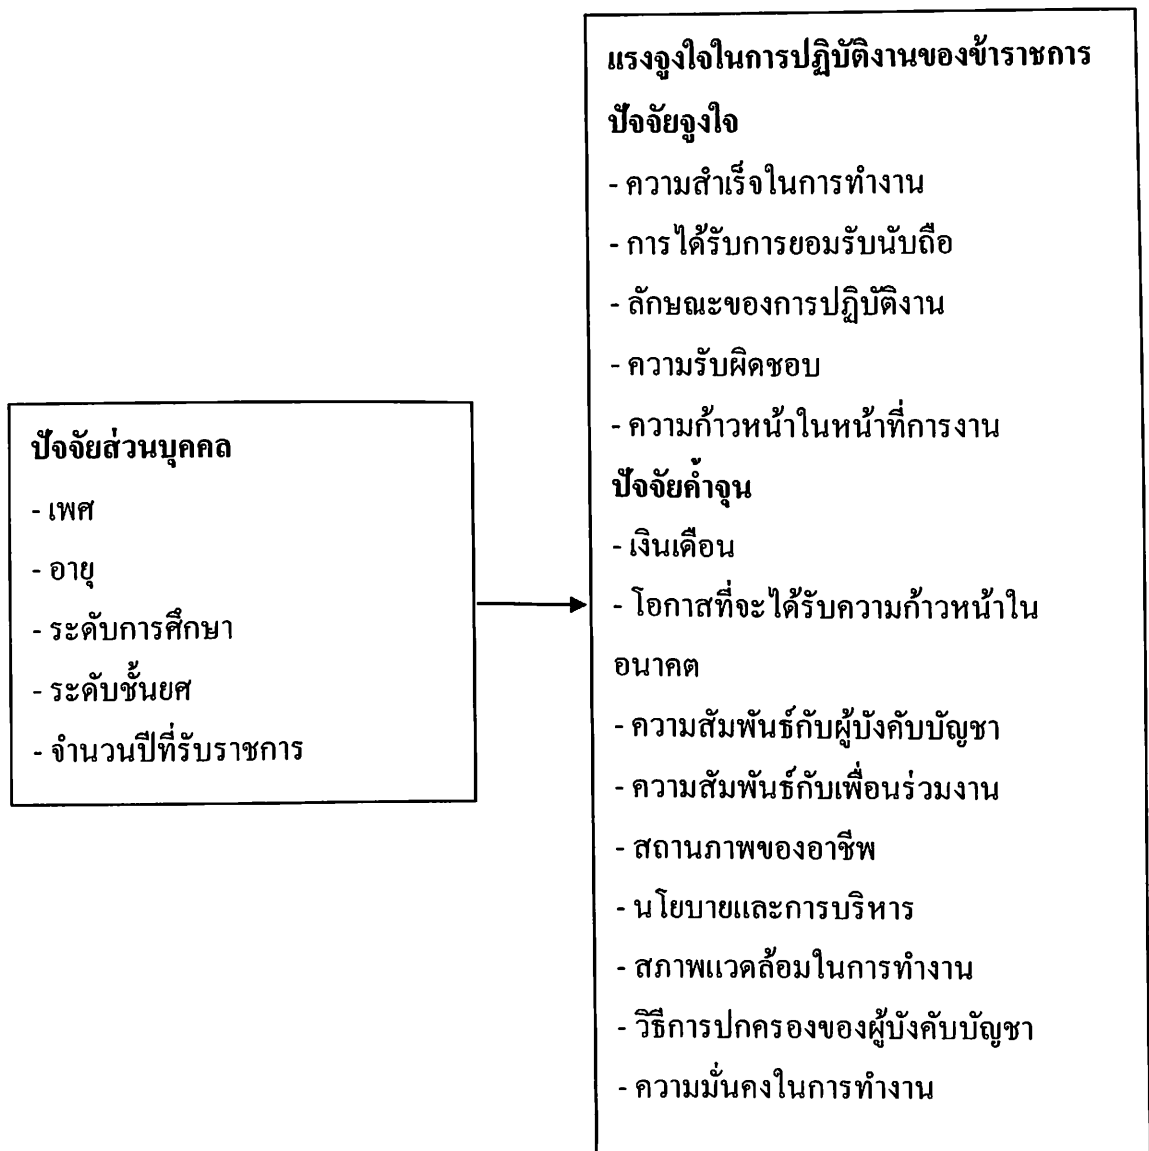 ปัจจัยส่วนบุคคล
- เพศ
- อายุ
- ระดับการศึกษา
- ระดับชั้นยศ
- จำนวนปีที่รับราชการ
แรงจูงใจในการปฏิบัติงานของข้าราชการ
ปัจจัยจูงใจ
- ความสำเร็จในการทำงาน
- การได้รับการยอมรับนับถือ
- ลักษณะของการปฏิบัติงาน
- ความรับผิดชอบ
- ความก้าวหน้าในหน้าที่การงาน
ปัจจัยค้ำจุน
- เงินเดือน
- โอกาสที่จะได้รับความก้าวหน้าใน
อนาคต
- ความสัมพันธ์กับผู้บังคับบัญชา
- ความสัมพันธ์กับเพื่อนร่วมงาน
- สถานภาพของอาชีพ
- นโยบายและการบริหาร
- สภาพแวดล้อมในการทำงาน
- วิธีการปกครองของผู้บังคับบัญชา
- ความมั่นคงในการทำงาน